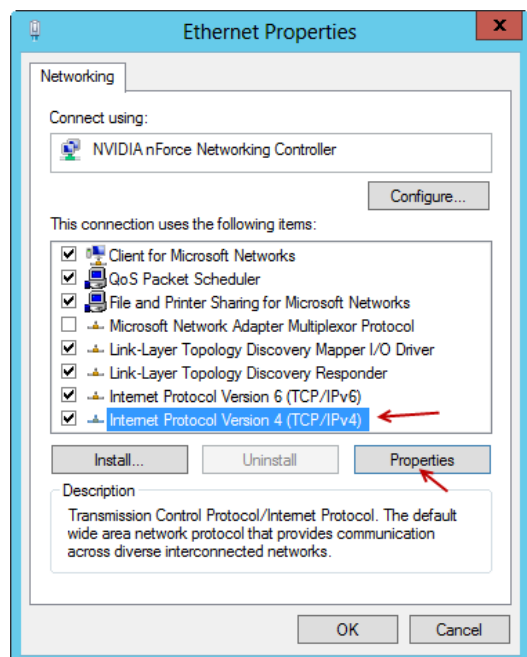 Ethernet Properties
x
Networking
Connect using:
NVIDIA nForce Networking Controller
Configure...
This connection uses the following items:
Client for Microsoft Networks
QoS Packet Scheduler
File and Printer Sharing for Microsoft Networks
Microsoft Network Adapter Multiplexor Protocol
Link-Layer Topology Discovery Mapper I/O Driver
Link-Layer Topology Discovery Responder
Internet Protocol Version 6 (TCP/IPv6)
Internet Protocol Version 4 (TCP/IPv4)
Install... Uninstall Properties
Description
Transmission Control Protocol/Internet Protocol. The default
wide area network protocol that provides communication
across diverse interconnected networks.
OK Cancel